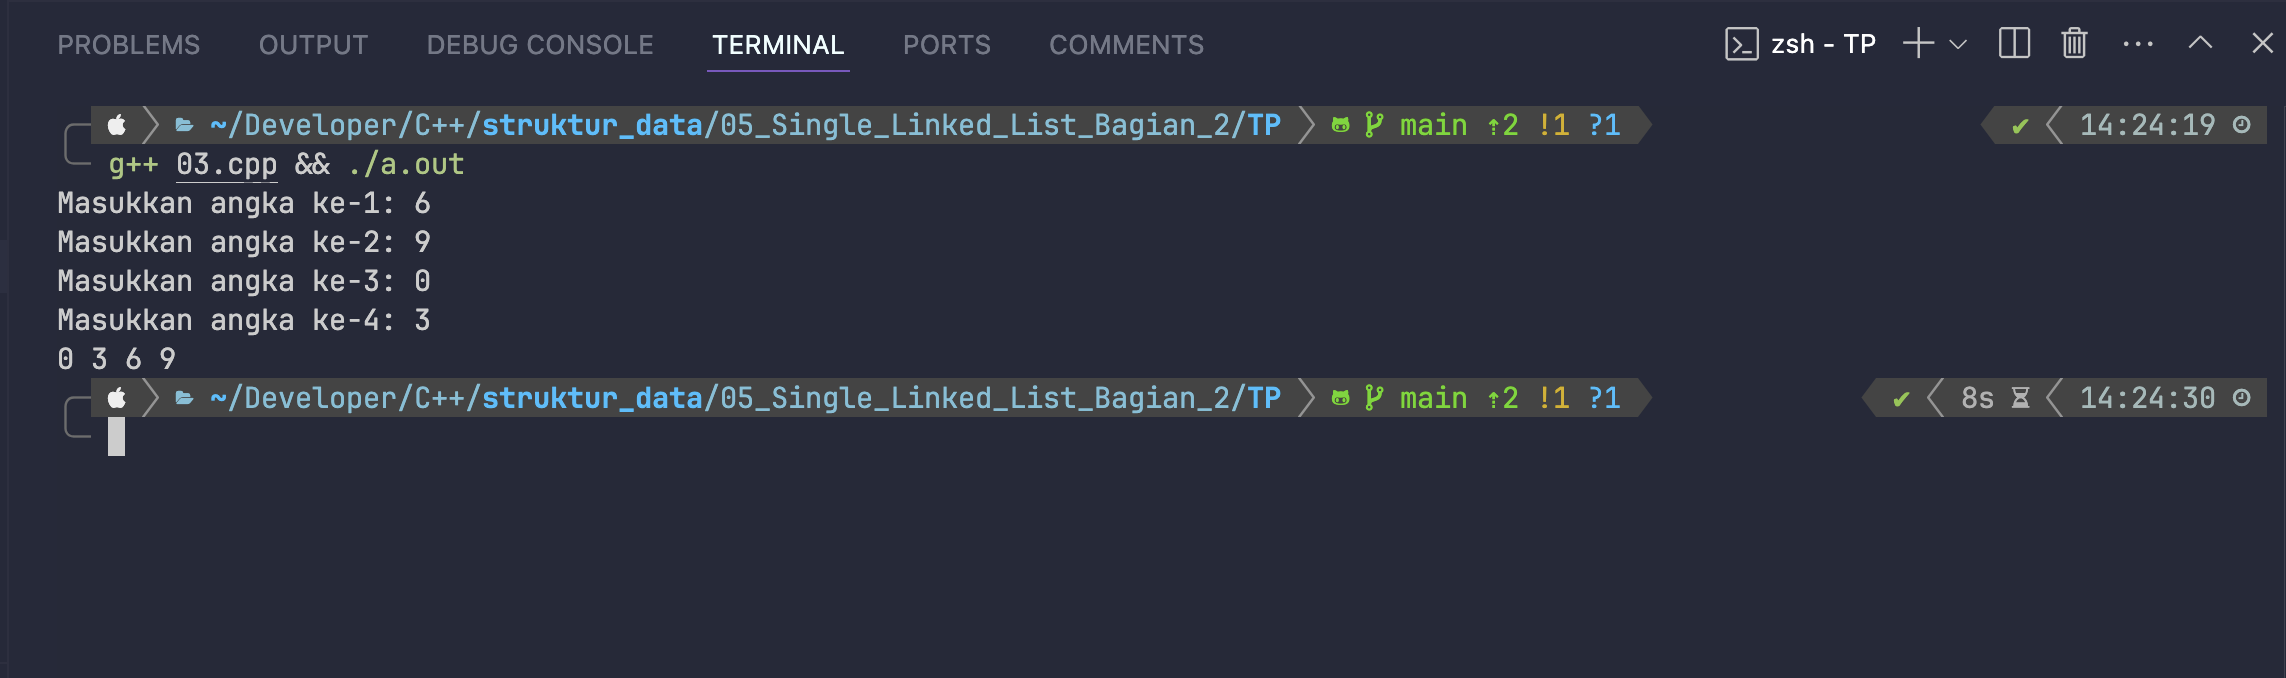 PROBLEMS OUTPUT DEBUG CONSOLE TERMINAL PORTS COMMENTS zsh - TP
~/Developer/C++/struktur_data/05_Single_Linked_List_Bagian_2/TP main ⇡2 !1 ?1 ✔ 14:24:19
g++ 03.cpp && ./a.out
Masukkan angka ke-1: 6
Masukkan angka ke-2: 9
Masukkan angka ke-3: 0
Masukkan angka ke-4: 3
0 3 6 9
~/Developer/C++/struktur_data/05_Single_Linked_List_Bagian_2/TP main ⇡2 !1 ?1 ✔ 8s 14:24:30